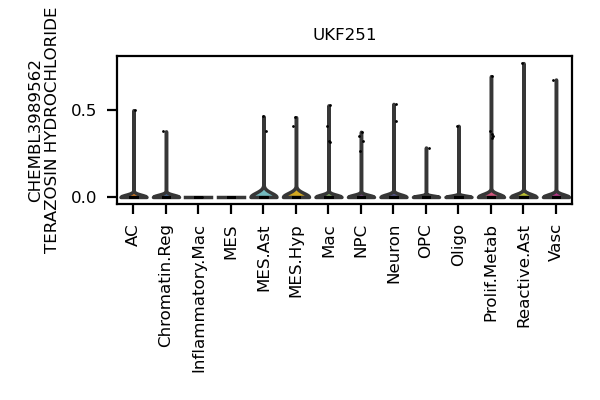 UKF251
CHEMBL3989562
TERAZOSIN HYDROCHLORIDE
0.5
0.0
AC
Chromatin.Reg
Inflammatory.Mac
MES
MES.Ast
MES.Hyp
Mac
NPC
Neuron
OPC
Oligo
Prolif.Metab
Reactive.Ast
Vasc